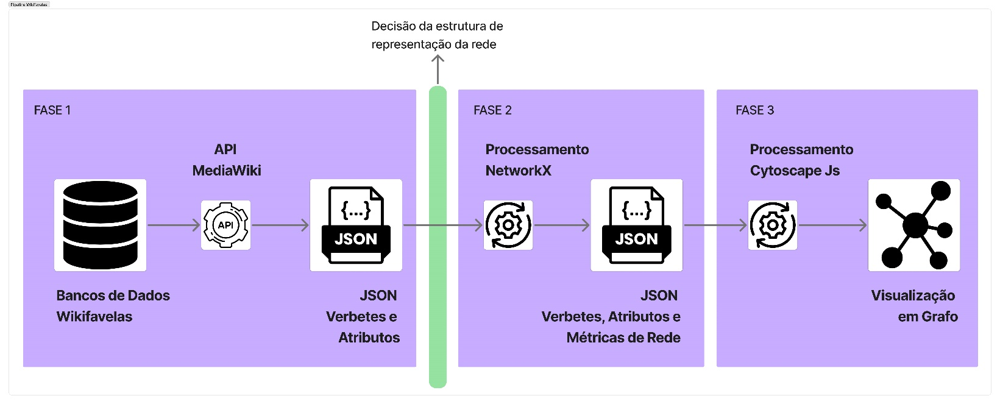 Pipeline Wikifavelas
Decisão da estrutura de
representação da rede
FASE 1
API
MediaWiki
API
{...}
JSON
Bancos de Dados
Wikifavelas
JSON
Verbetes e
Atributos
FASE 2
Processamento
NetworkX
{...}
JSON
JSON
Verbetes, Atributos e
Métricas de Rede
FASE 3
Processamento
Cytoscape Js
Visualização
em Grafo